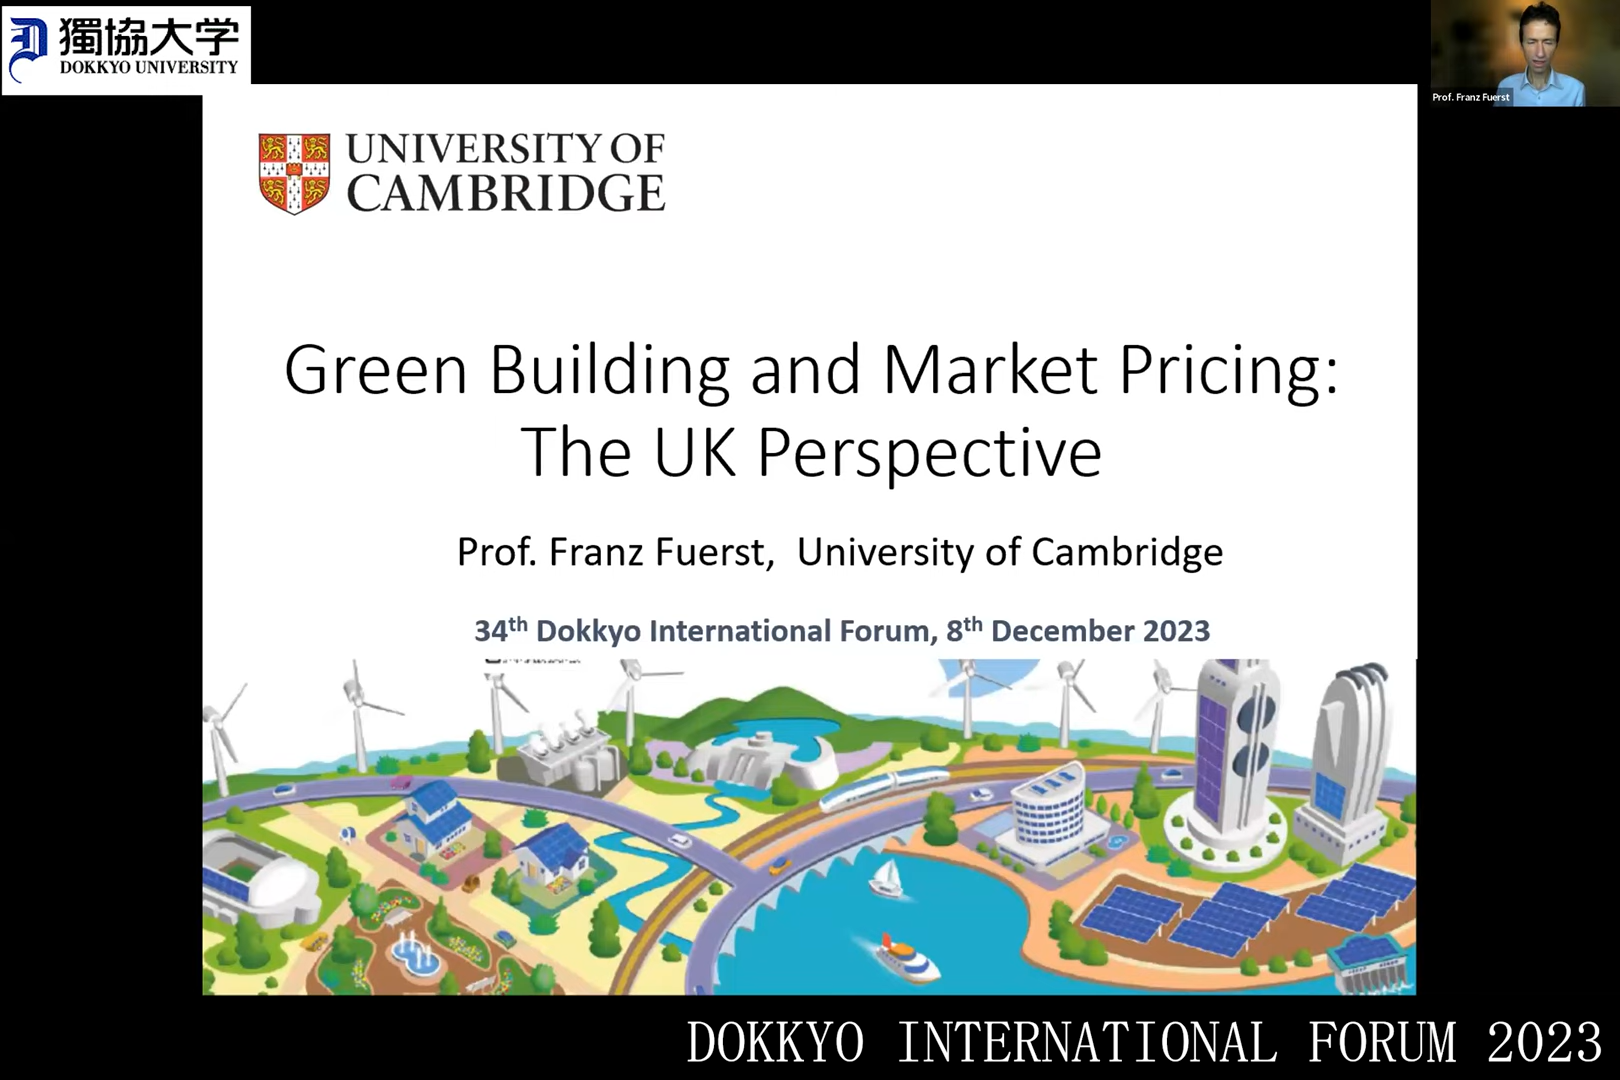 獨協大学
DOKKYO UNIVERSITY
Prof. Franz Fuerst
UNIVERSITY OF
CAMBRIDGE
Green Building and Market Pricing:
The UK Perspective
Prof. Franz Fuerst,  University of Cambridge
34th Dokkyo International Forum, 8th December 2023
DOKKYO INTERNATIONAL FORUM 2023